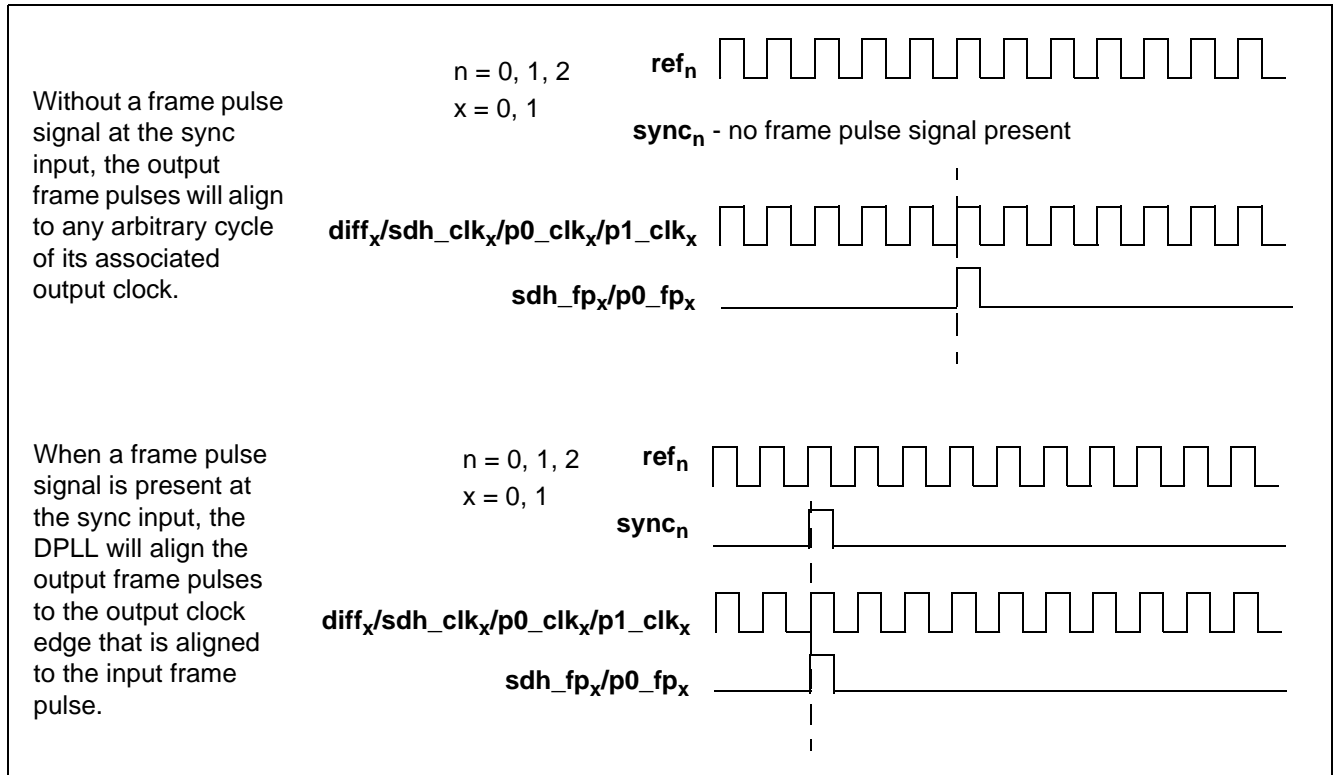 Without a frame pulse
signal at the sync
input, the output
frame pulses will align
to any arbitrary cycle
of its associated
output clock.
n = 0, 1, 2
x = 0, 1
refn
syncn - no frame pulse signal present
diffx/sdh_clkx/p0_clkx/p1_clkx
sdh_fpx/p0_fpx
When a frame pulse
signal is present at
the sync input, the
DPLL will align the
output frame pulses
to the output clock
edge that is aligned
to the input frame
pulse.
n = 0, 1, 2
x = 0, 1
refn
syncn
diffx/sdh_clkx/p0_clkx/p1_clkx
sdh_fpx/p0_fpx